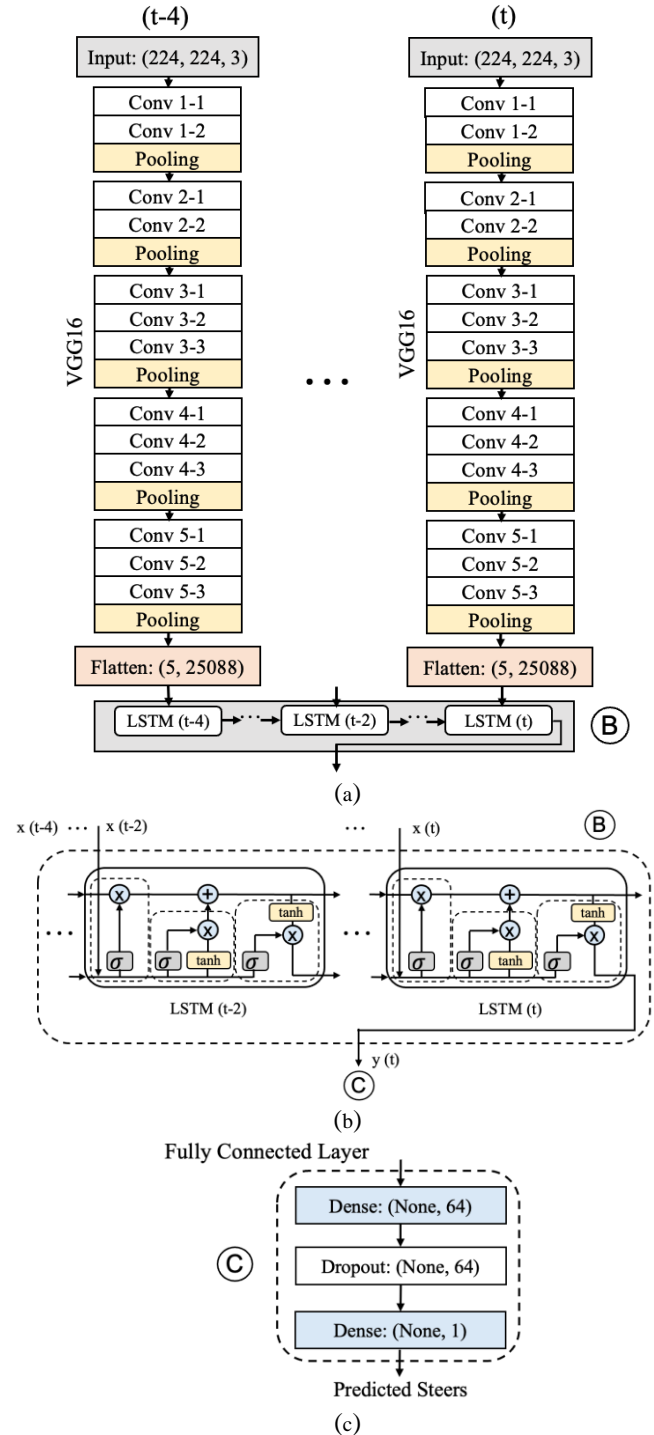 (t-4) (t)
Input: (224, 224, 3) Input: (224, 224, 3)
Conv 1-1 Conv 1-1
Conv 1-2 Conv 1-2
Pooling Pooling
Conv 2-1 Conv 2-1
Conv 2-2 Conv 2-2
Pooling Pooling
VGG16 VGG16
Conv 3-1 Conv 3-1
Conv 3-2 Conv 3-2
Conv 3-3 Conv 3-3
Pooling Pooling
...
Conv 4-1 Conv 4-1
Conv 4-2 Conv 4-2
Conv 4-3 Conv 4-3
Pooling Pooling
Conv 5-1 Conv 5-1
Conv 5-2 Conv 5-2
Conv 5-3 Conv 5-3
Pooling Pooling
Flatten: (5, 25088) Flatten: (5, 25088)
LSTM (t-4) ... LSTM (t-2) ... LSTM (t) B
(a)
x (t-4) ... x (t-2) ... x (t) B
x + tanh x + tanh
x x x x
... σ σ tanh σ ... σ σ tanh σ
LSTM (t-2) LSTM (t)
y (t)
C
(b)
Fully Connected Layer
Dense: (None, 64)
C Dropout: (None, 64)
Dense: (None, 1)
Predicted Steers
(c)